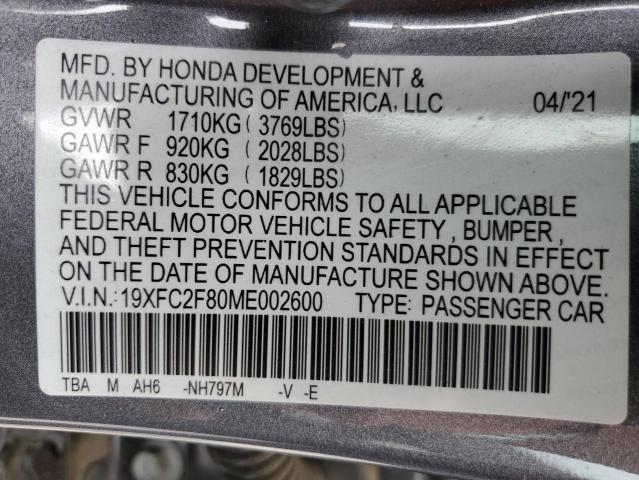 MFD. BY HONDA DEVELOPMENT &
MANUFACTURING OF AMERICA, LLC 04/'21
GVWR 1710KG ( 3769LBS)
GAWR F 920KG ( 2028LBS)
GAWR R 830KG ( 1829LBS)
THIS VEHICLE CONFORMS TO ALL APPLICABLE
FEDERAL MOTOR VEHICLE SAFETY , BUMPER ,
AND THEFT PREVENTION STANDARDS IN EFFECT
ON THE DATE OF MANUFACTURE SHOWN ABOVE.
V.I.N.: 19XFC2F80ME002600 TYPE: PASSENGER CAR
TBA M AH6 -NH797M -V -E